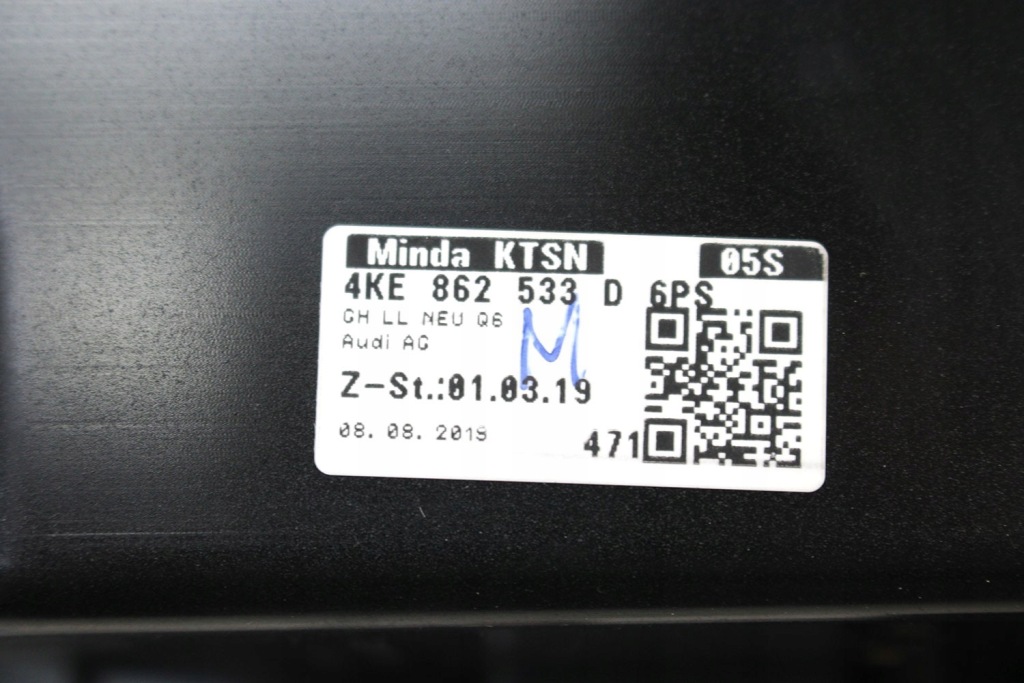 Minda KTSN 05S
4KE 862 533 D 6PS
GH LL NEU Q6
Audi AG
M
Z-St.:01.03.19
08.08.2019
471